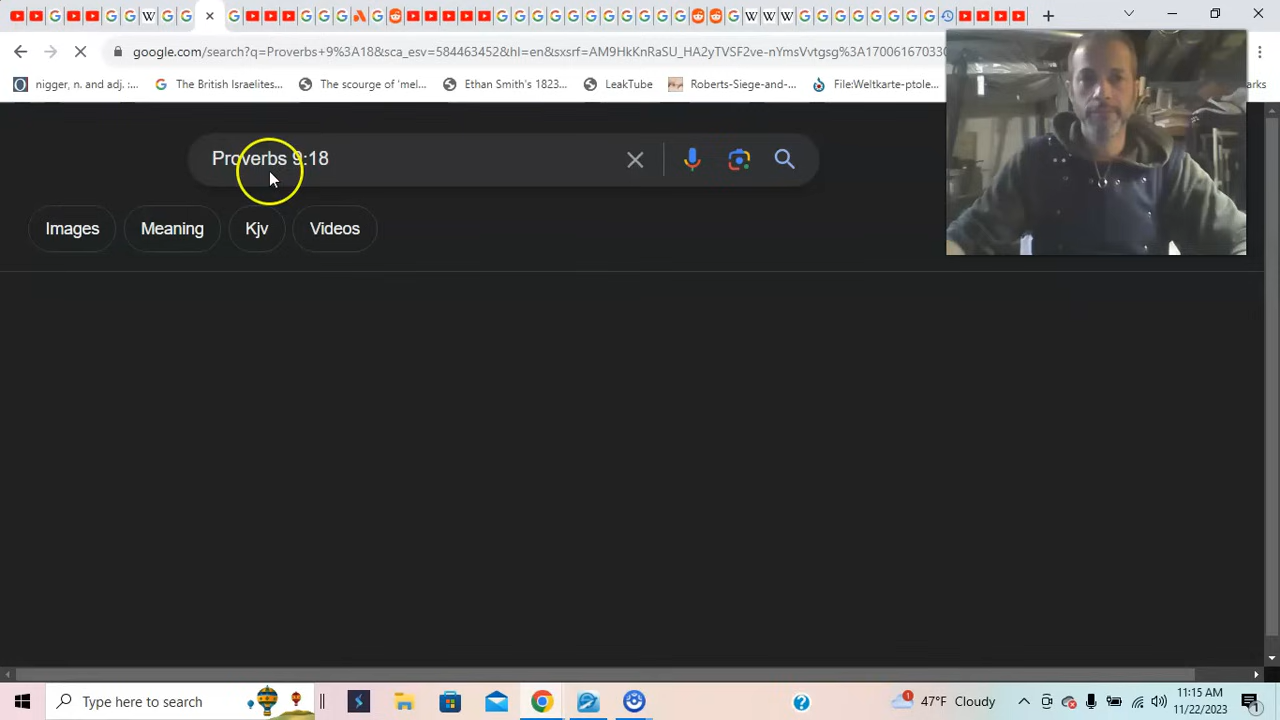 google.com/search?q=Proverbs+9%3A18&sca_esv=584463452&hl=en&sxsrf=AM9HkKnRaSU_HA2yTVSF2ve-nYmsVvtgsg%3A170061670330
nigger, n. and adj. :...
The British Israelites...
The scourge of 'mel...
Ethan Smith's 1823...
LeakTube
Roberts-Siege-and-...
File:Weltkarte-ptole...
arks
Proverbs 9:18
Images
Meaning
Kjv
Videos
Type here to search
47°F Cloudy
11:15 AM
11/22/2023